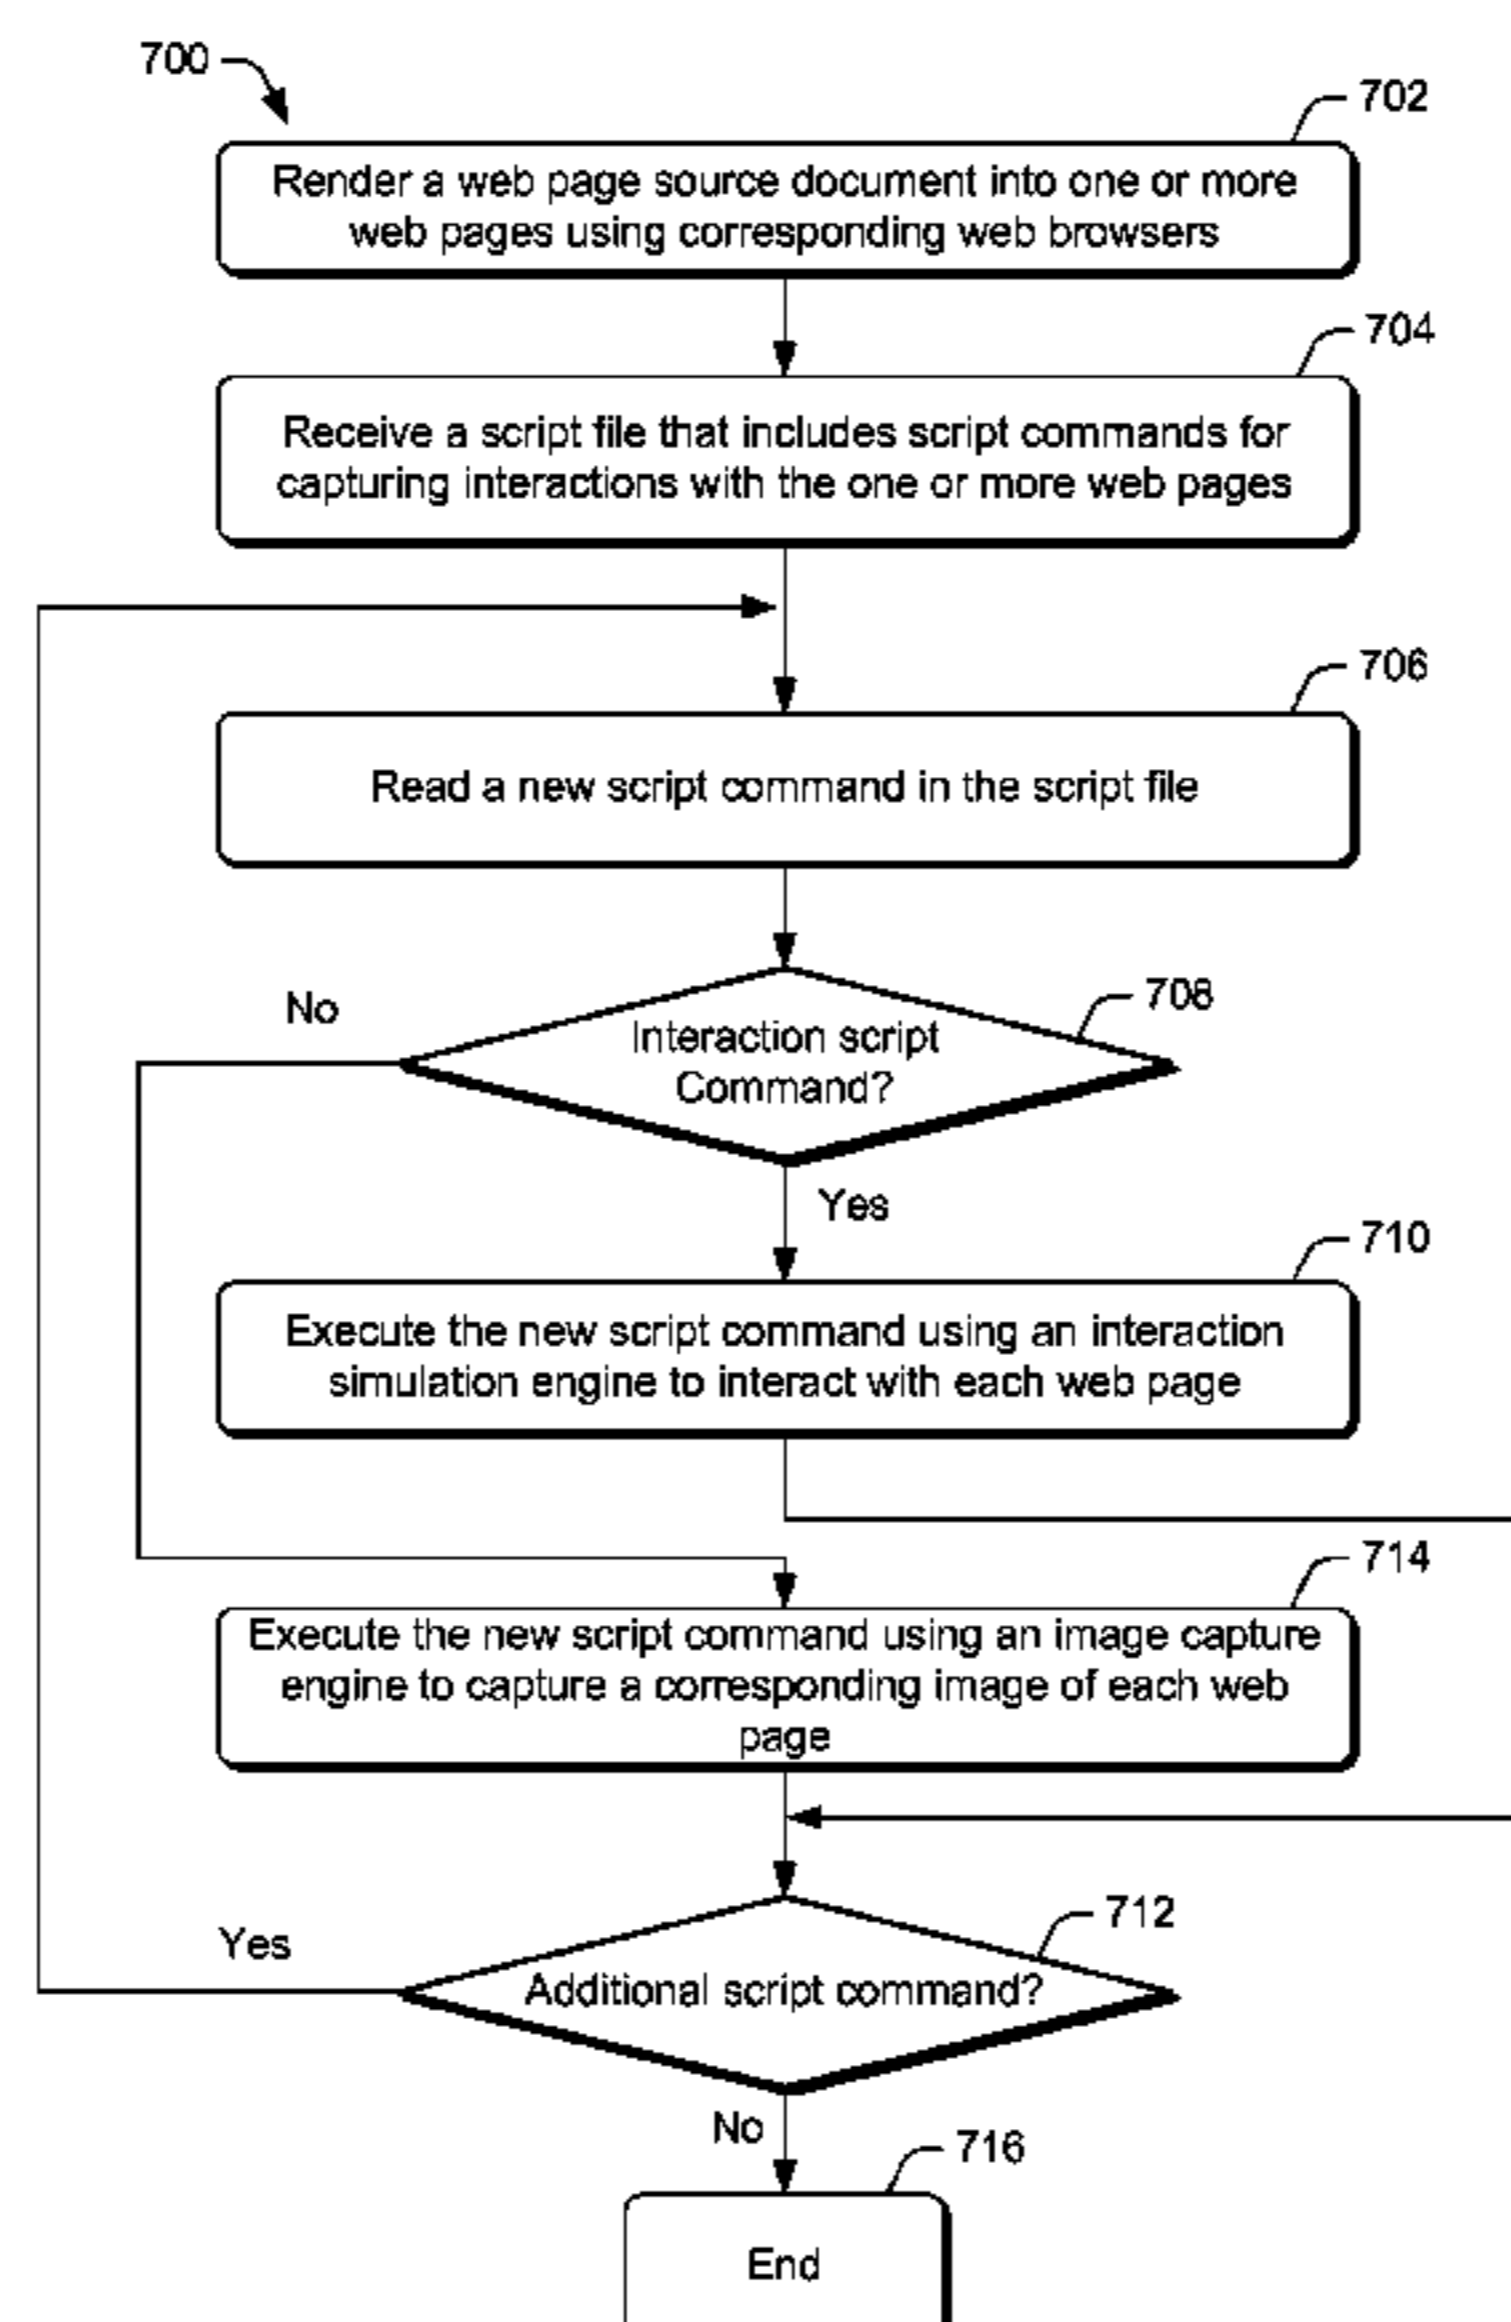 700
702
Render a web page source document into one or more
web pages using corresponding web browsers
704
Receive a script file that includes script commands for
capturing interactions with the one or more web pages
706
Read a new script command in the script file
708
No
Interaction script
Command?
Yes
710
Execute the new script command using an interaction
simulation engine to interact with each web page
714
Execute the new script command using an image capture
engine to capture a corresponding image of each web
page
712
Yes
Additional script command?
No
716
End